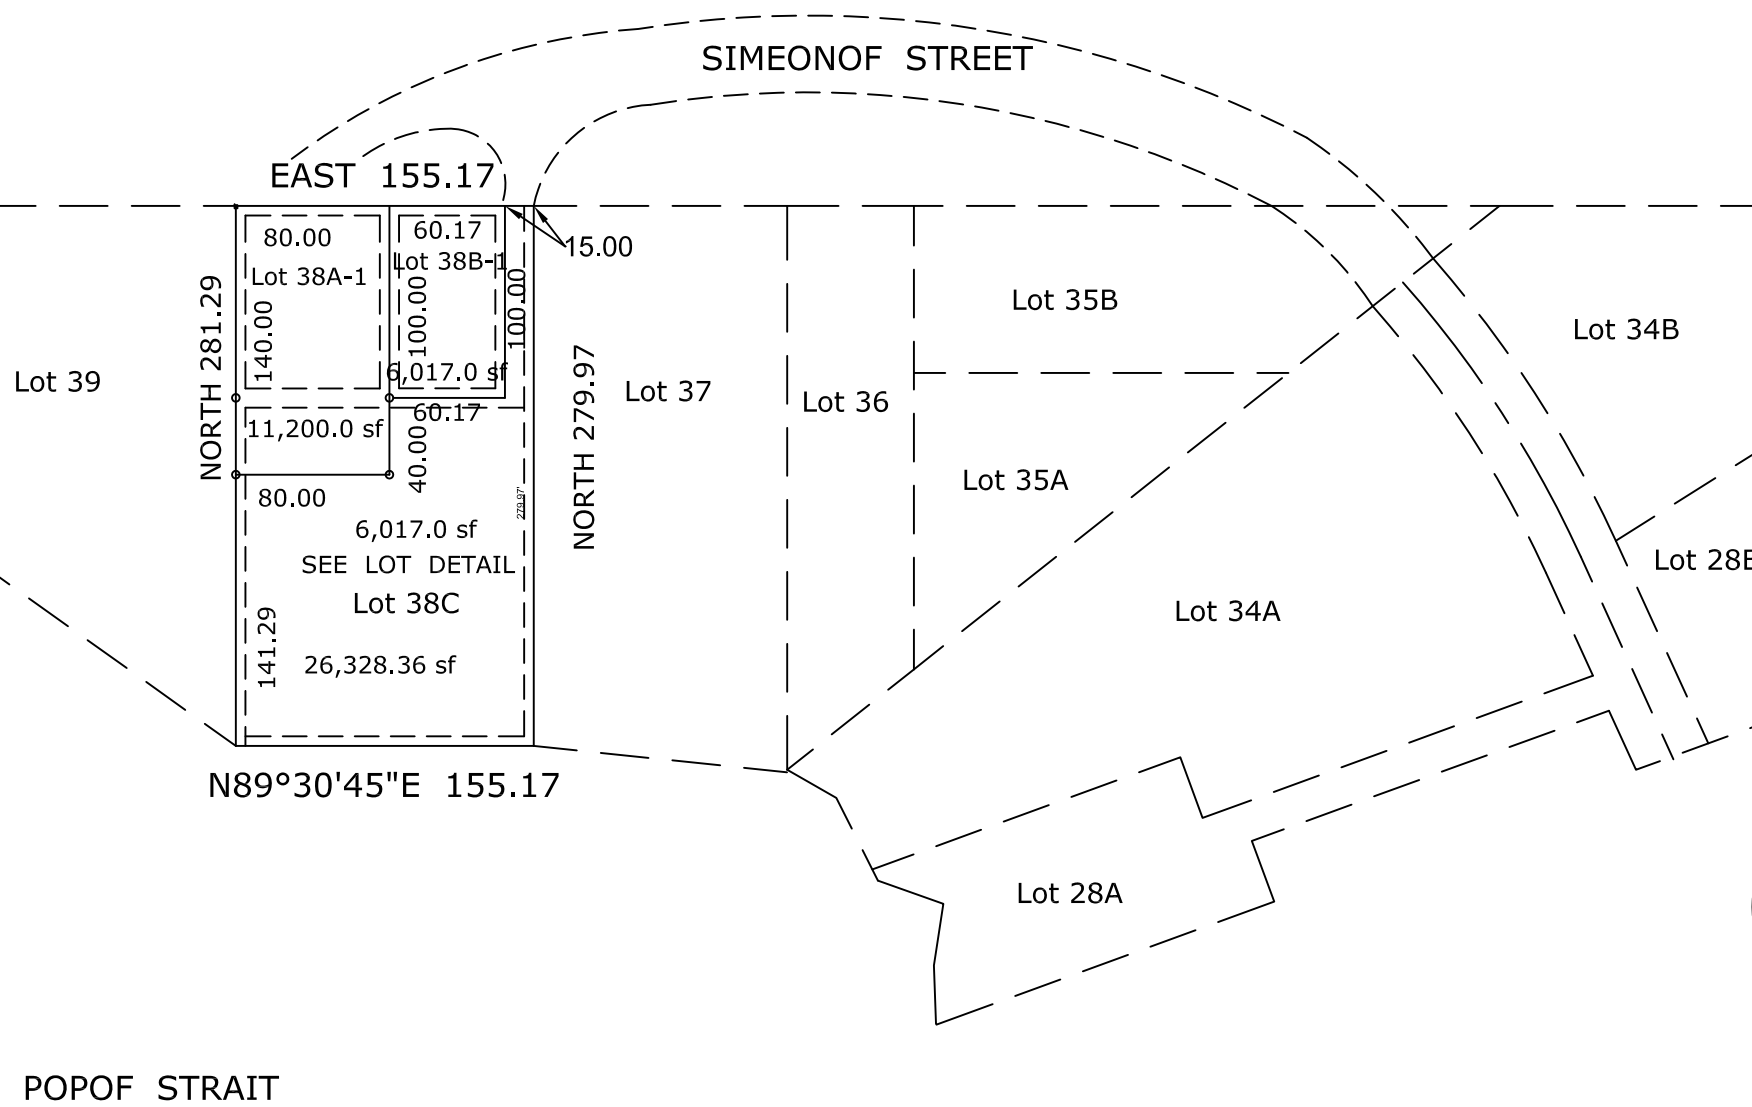 SIMEONOF STREET
EAST 155.17
80.00
60.17
15.00
Lot 38A-1
Lot 38B-1
NORTH 281.29
140.00
100.00
100.00
Lot 35B
Lot 34B
Lot 39
6,017.0 sf
NORTH 279.97
Lot 37
Lot 36
60.17
11,200.0 sf
40.00
80.00
279.97'
Lot 35A
6,017.0 sf
SEE LOT DETAIL
Lot 28B
Lot 38C
Lot 34A
141.29
26,328.36 sf
N89°30'45"E 155.17
Lot 28A
POPOF STRAIT